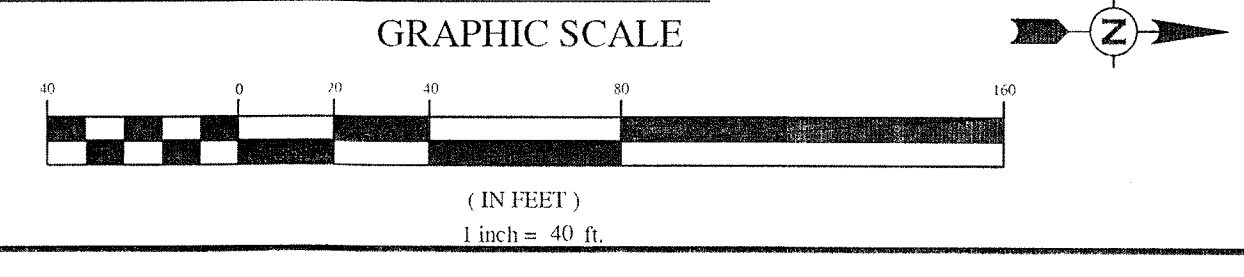 GRAPHIC SCALE
N
40 0 20 40 80 160
( IN FEET )
1 inch = 40 ft.